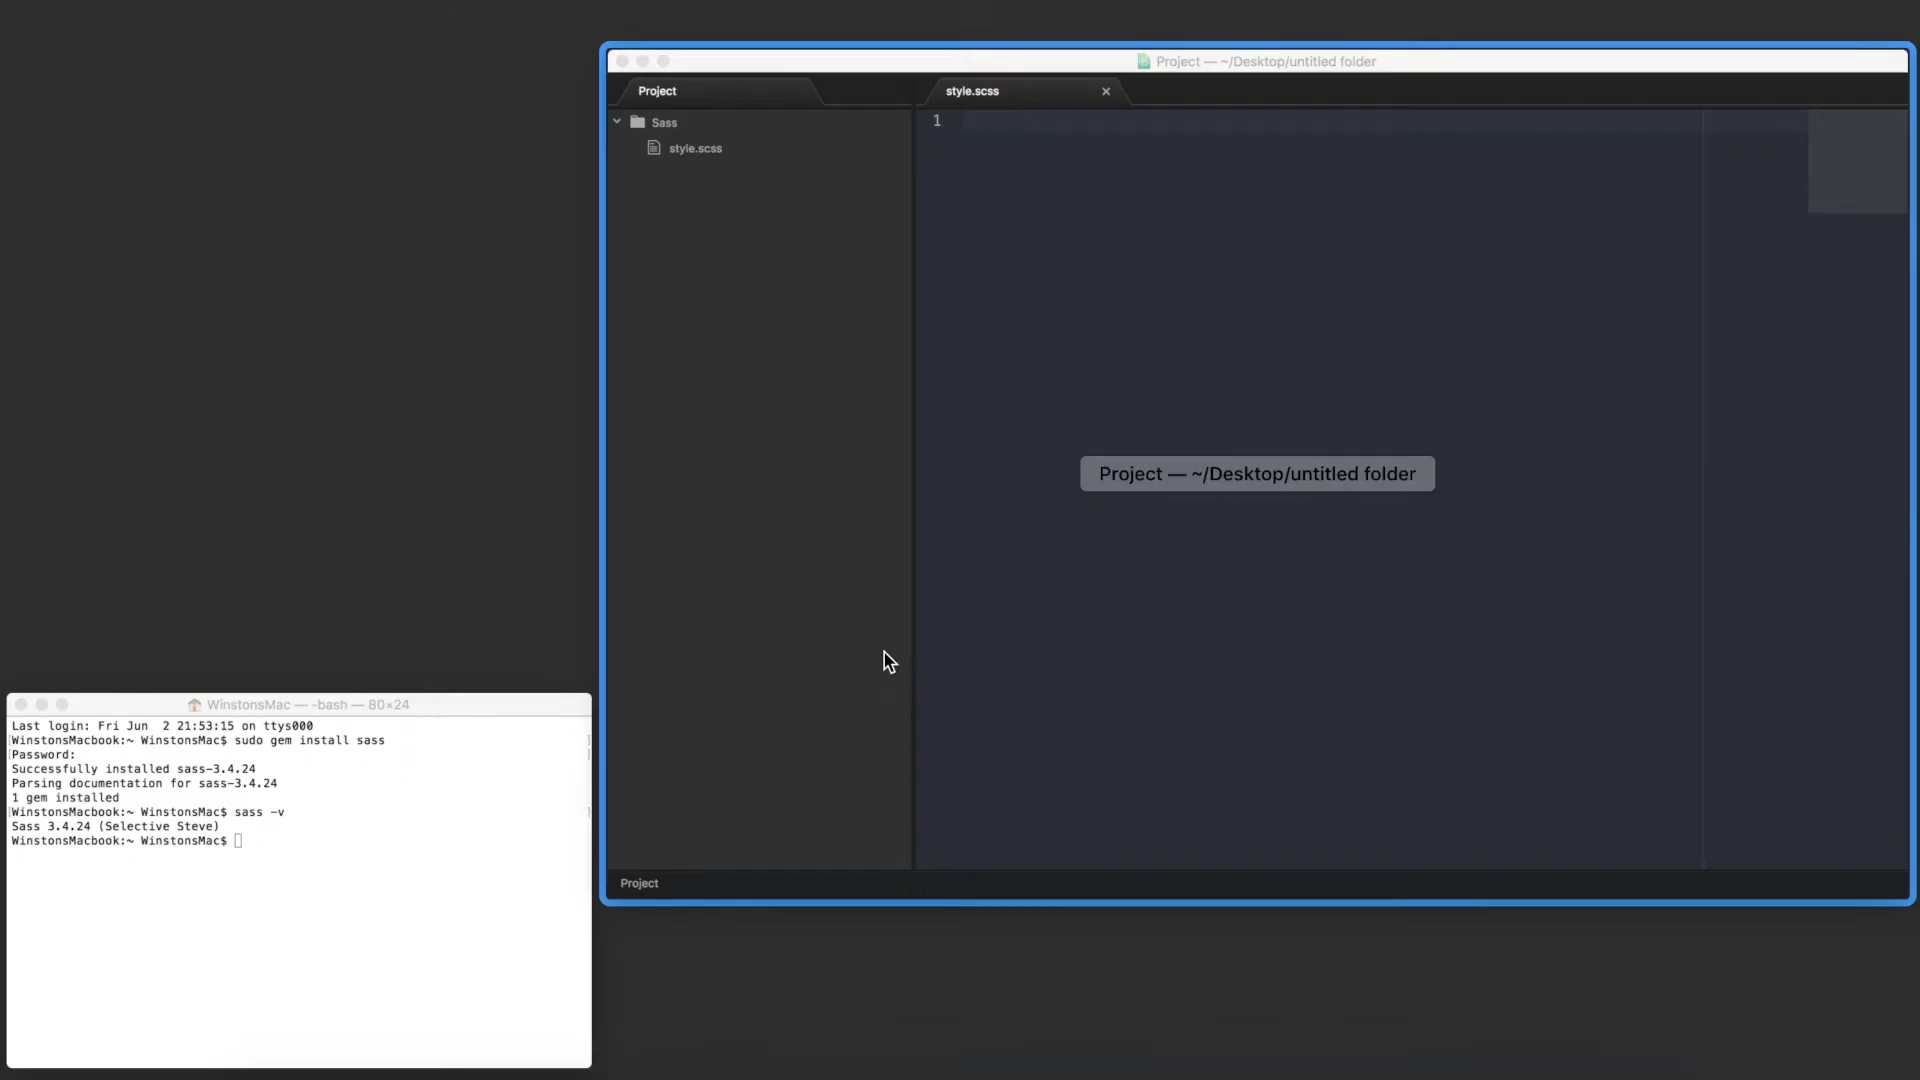 Project — ~/Desktop/untitled folder
Project
style.scss
Sass
style.scss
1
Project — ~/Desktop/untitled folder
Project
WinstonsMac — -bash — 80×24
Last login: Fri Jun  2 21:53:15 on ttys000
[WinstonsMacbook:~ WinstonsMac$ sudo gem install sass ]
[Password: ]
Successfully installed sass-3.4.24
Parsing documentation for sass-3.4.24
1 gem installed
[WinstonsMacbook:~ WinstonsMac$ sass -v ]
Sass 3.4.24 (Selective Steve)
WinstonsMacbook:~ WinstonsMac$